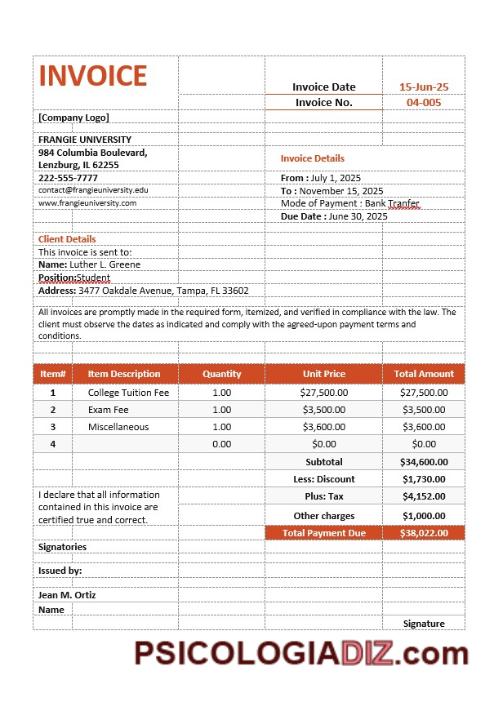 INVOICE
Invoice Date 15-Jun-25
Invoice No. 04-005
[Company Logo]
FRANGIE UNIVERSITY
984 Columbia Boulevard,
Lenzburg, IL 62255
222-555-7777
contact@frangieuniversity.edu
www.frangieuniversity.com
Invoice Details
From : July 1, 2025
To : November 15, 2025
Mode of Payment : Bank Tranfer
Due Date : June 30, 2025
Client Details
This invoice is sent to:
Name: Luther L. Greene
Position:Student
Address: 3477 Oakdale Avenue, Tampa, FL 33602
All invoices are promptly made in the required form, itemized, and verified in compliance with the law. The
client must observe the dates as indicated and comply with the agreed-upon payment terms and
conditions.
Item# Item Description Quantity Unit Price Total Amount
1 College Tuition Fee 1.00 $27,500.00 $27,500.00
2 Exam Fee 1.00 $3,500.00 $3,500.00
3 Miscellaneous 1.00 $3,600.00 $3,600.00
4 0.00 $0.00 $0.00
Subtotal $34,600.00
Less: Discount $1,730.00
Plus: Tax $4,152.00
Other charges $1,000.00
Total Payment Due $38,022.00
I declare that all information
contained in this invoice are
certified true and correct.
Signatories
Issued by:
Jean M. Ortiz
Name
Signature
PSICOLOGIADIZ.com